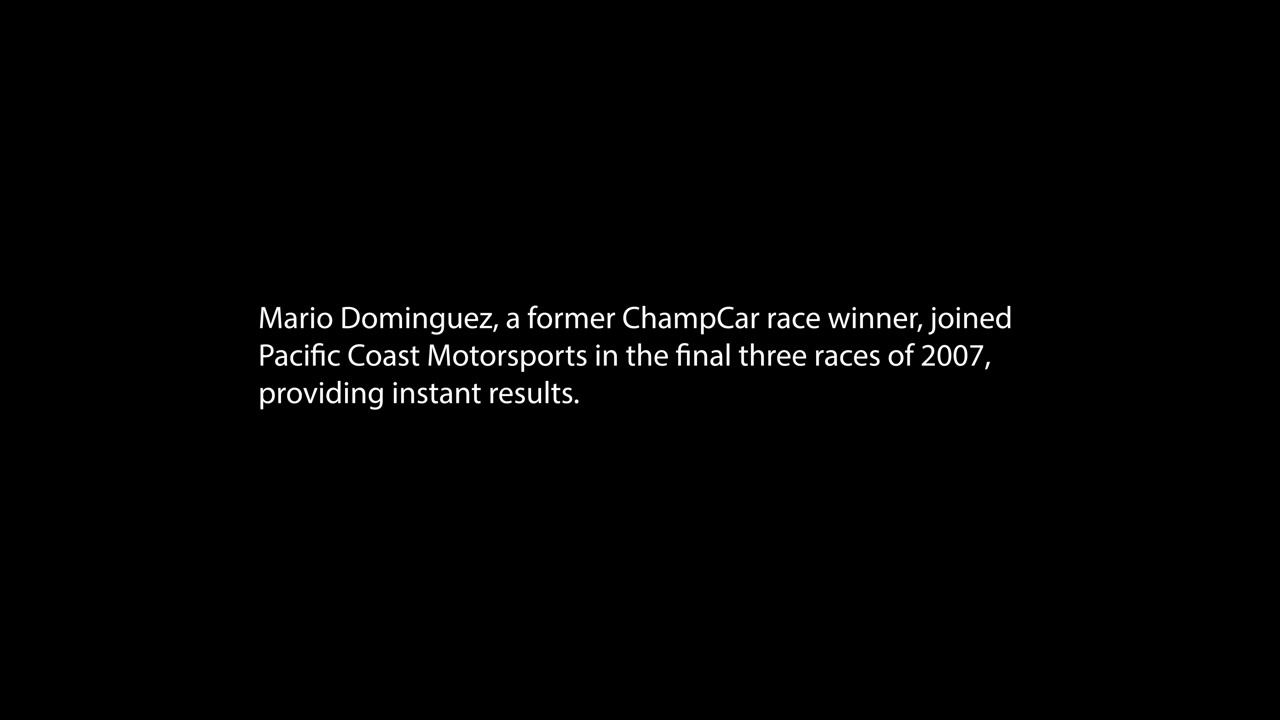 Mario Dominguez, a former ChampCar race winner, joined
Pacific Coast Motorsports in the final three races of 2007,
providing instant results.